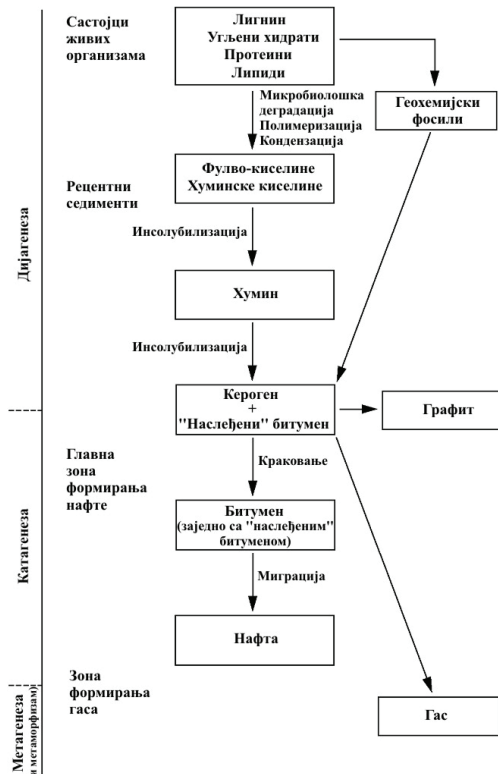 Састојци
живих
организама
Лигнин
Угљени хидрати
Протеини
Липиди
Микробиолошка
деградација
Полимеризација
Кондензација
Геохемијски
фосили
Рецентни
седименти
Фулво-киселине
Хуминске киселине
Инсолубилизација
Дијагенеза
Хумин
Инсолубилизација
Кероген
+
"Наслеђени" битумен
Графит
Главна
зона
формирања
нафте
Краковање
Битумен
(заједно са "наслеђеним"
битуменом)
Катагенеза
Миграција
Нафта
Зона
формирања
гаса
Гас
Метагенеза
(и метаморфизам)